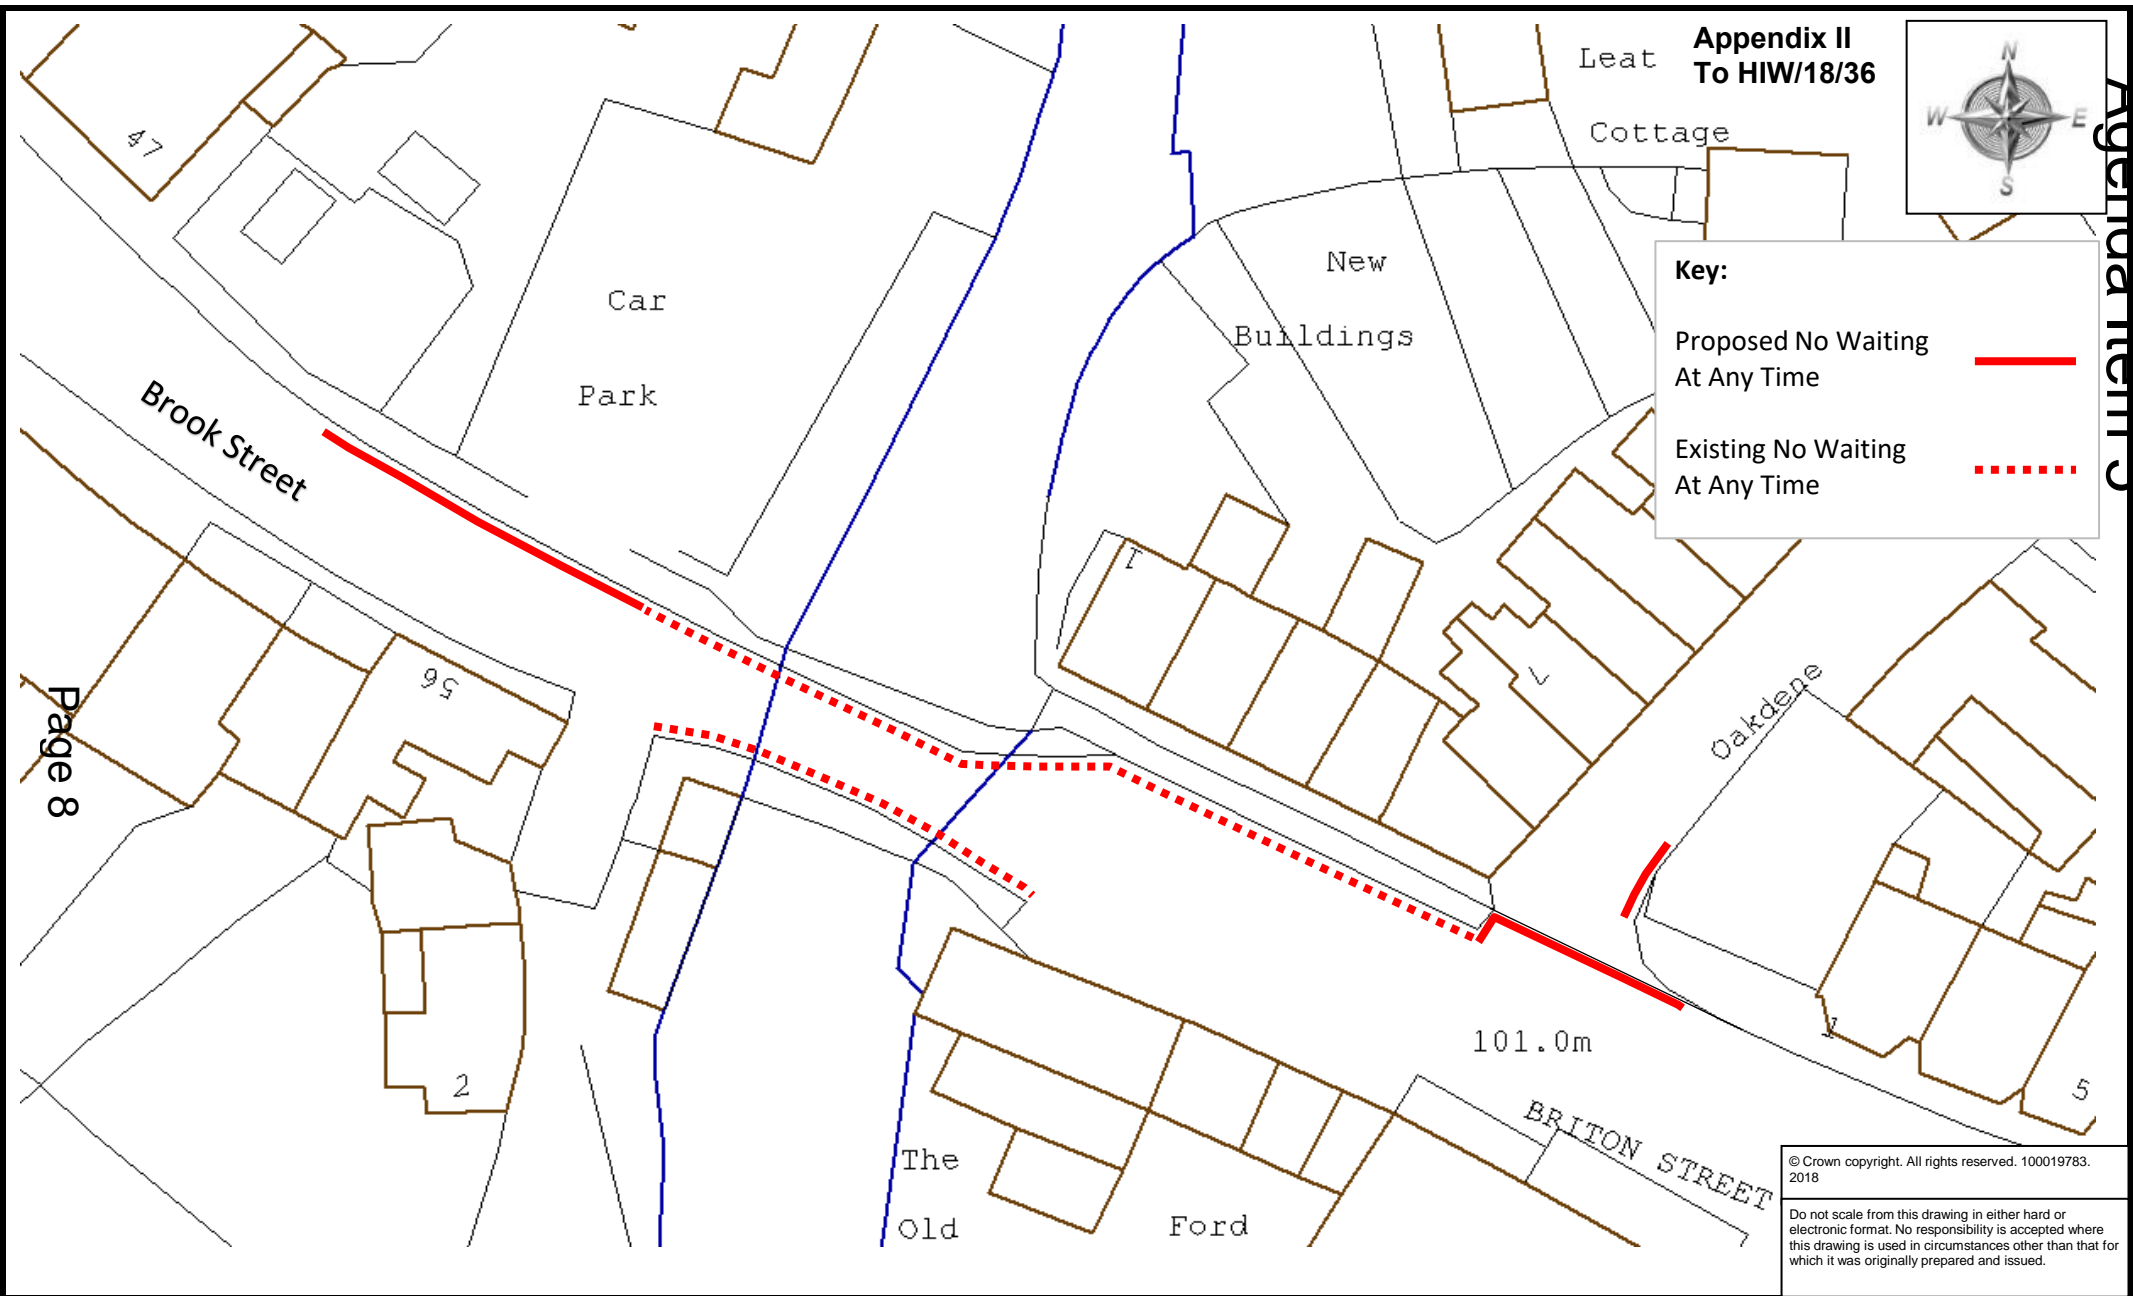 Appendix II
To HIW/18/36
N
W
E
S
Agenda Item 5
Leat
Cottage
47
New
Buildings
Car
Park
Key:
Proposed No Waiting
At Any Time
Existing No Waiting
At Any Time
Brook Street
1
56
7
Oakdene
Page 8
2
101.0m
1
5
BRITON STREET
The
Old
Ford
© Crown copyright. All rights reserved. 100019783.
2018
Do not scale from this drawing in either hard or
electronic format. No responsibility is accepted where
this drawing is used in circumstances other than that for
which it was originally prepared and issued.